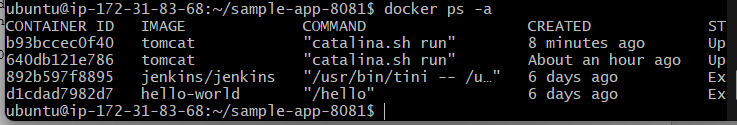 ubuntu@ip-172-31-83-68:~/sample-app-8081$ docker ps -a
CONTAINER ID IMAGE COMMAND CREATED ST
b93bccec0f40 tomcat "catalina.sh run" 8 minutes ago Up
640db121e786 tomcat "catalina.sh run" About an hour ago Up
892b597f8895 jenkins/jenkins "/usr/bin/tini -- /u…" 6 days ago Ex
d1cdad7982d7 hello-world "/hello" 6 days ago Ex
ubuntu@ip-172-31-83-68:~/sample-app-8081$